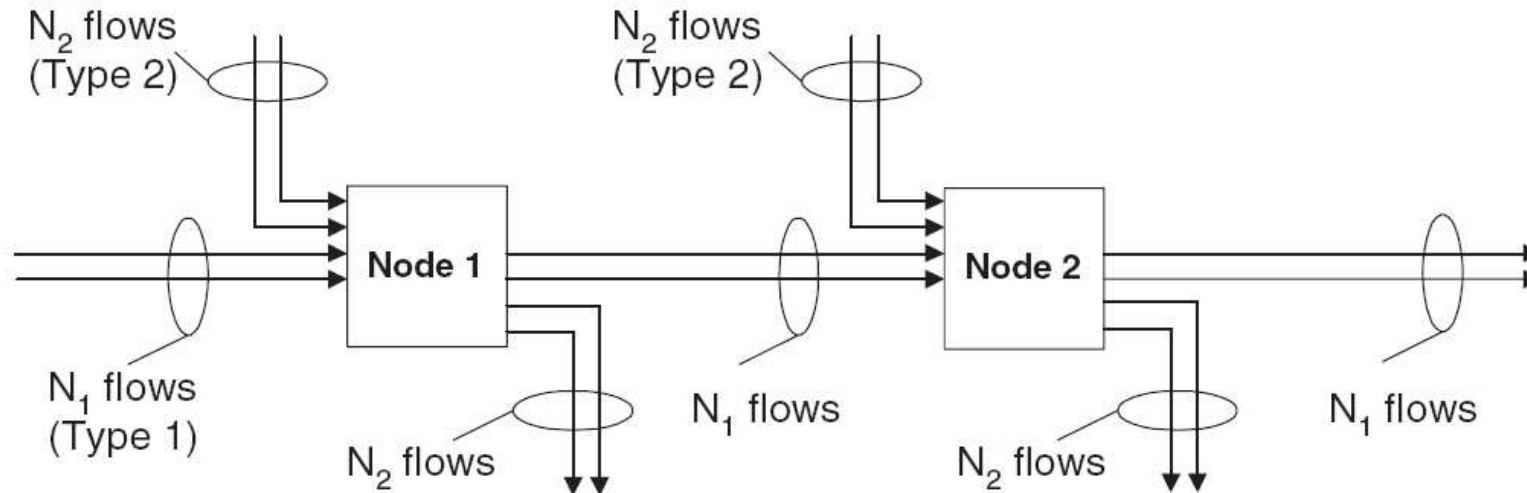 N₂ flows
(Type 2)
N₂ flows
(Type 2)
Node 1
Node 2
N₁ flows
(Type 1)
N₂ flows
N₁ flows
N₂ flows
N₁ flows